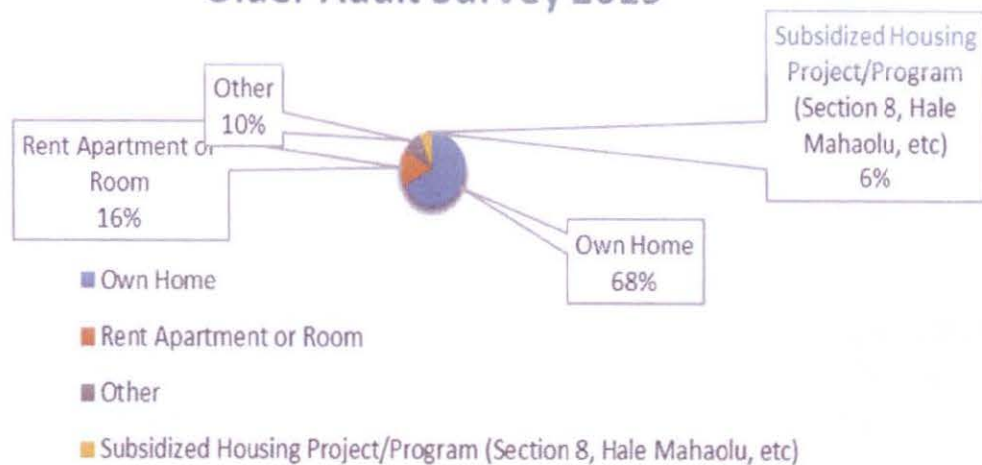 Other
10%
Rent Apartment or
Room
16%
Subsidized Housing
Project/Program
(Section 8, Hale
Mahaolu, etc)
6%
Own Home
68%
Own Home
Rent Apartment or Room
Other
Subsidized Housing Project/Program (Section 8, Hale Mahaolu, etc)